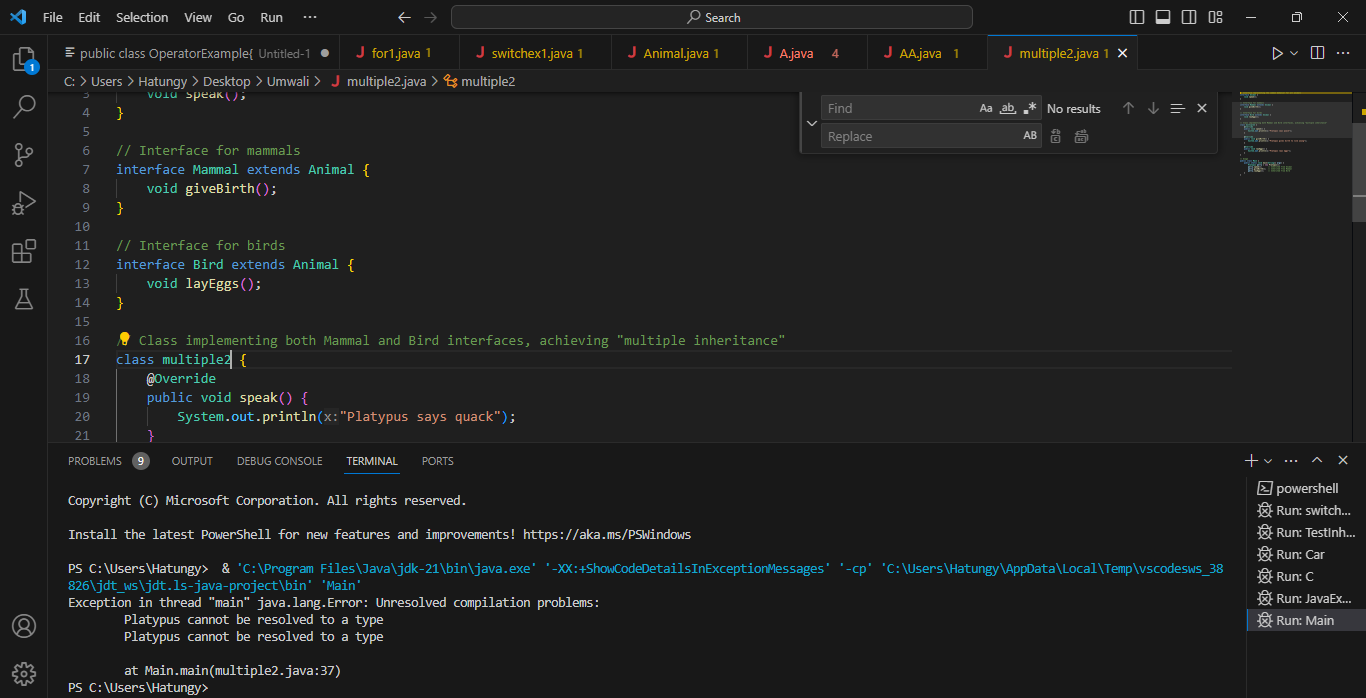 File Edit Selection View Go Run ··· Search
public class OperatorExample{ Untitled-1 for1.java 1 switchex1.java 1 Animal.java 1 A.java 4 AA.java 1 multiple2.java 1
C: > Users > Hatungy > Desktop > Umwali > multiple2.java > multiple2
Find Aa ab No results
Replace AB
3 void speak();
4 }
5
6 // Interface for mammals
7 interface Mammal extends Animal {
8 void giveBirth();
9 }
10
11 // Interface for birds
12 interface Bird extends Animal {
13 void layEggs();
14 }
15
16 / Class implementing both Mammal and Bird interfaces, achieving "multiple inheritance"
17 class multiple2 {
18 @Override
19 public void speak() {
20 System.out.println(x:"Platypus says quack");
21 }
1
PROBLEMS 9 OUTPUT DEBUG CONSOLE TERMINAL PORTS
Copyright (C) Microsoft Corporation. All rights reserved.
Install the latest PowerShell for new features and improvements! https://aka.ms/PSWindows
PS C:\Users\Hatungy> & 'C:\Program Files\Java\jdk-21\bin\java.exe' '-XX:+ShowCodeDetailsInExceptionMessages' '-cp' 'C:\Users\Hatungy\AppData\Local\Temp\vscodesws_38
826\jdt_ws\jdt.ls-java-project\bin' 'Main'
Exception in thread "main" java.lang.Error: Unresolved compilation problems:
Platypus cannot be resolved to a type
Platypus cannot be resolved to a type
at Main.main(multiple2.java:37)
PS C:\Users\Hatungy>
powershell
Run: switch...
Run: TestInh...
Run: Car
Run: C
Run: JavaEx...
Run: Main